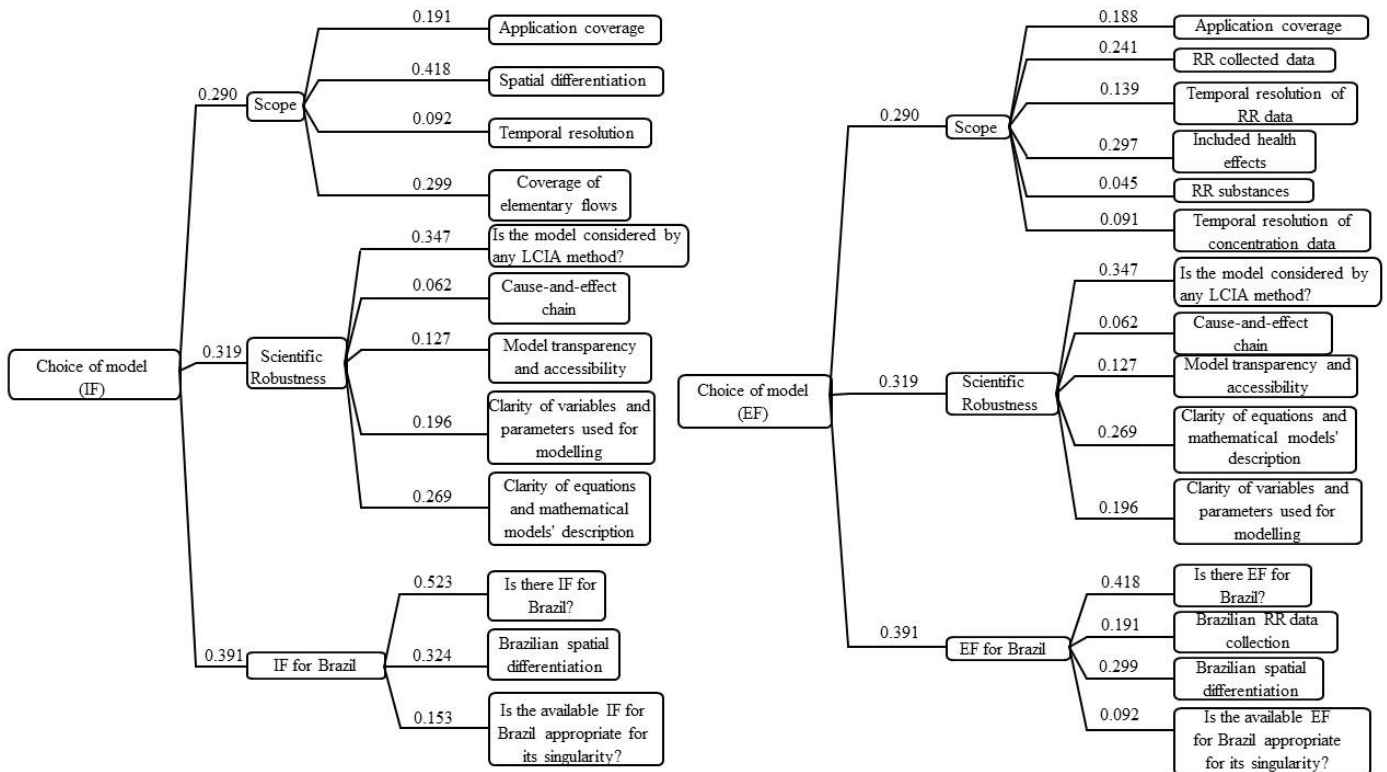 0.191
Application coverage
0.418
Spatial differentiation
0.290
Scope
0.092
Temporal resolution
0.299
Coverage of
elementary flows
0.347
Is the model considered by
any LCIA method?
0.062
Cause-and-effect
chain
Choice of model
(IF)
0.319
Scientific
Robustness
0.127
Model transparency
and accessibility
0.196
Clarity of variables and
parameters used for
modelling
0.269
Clarity of equations
and mathematical
models' description
0.523
Is there IF for
Brazil?
0.391
IF for Brazil
0.324
Brazilian spatial
differentiation
0.153
Is the available IF for
Brazil appropriate for
its singularity?
0.188
Application coverage
0.241
RR collected data
0.139
Temporal resolution of
RR data
0.290
Scope
0.297
Included health
effects
0.045
RR substances
0.091
Temporal resolution of
concentration data
0.347
Is the model considered by
any LCIA method?
0.062
Cause-and-effect
chain
0.127
Model transparency and
accessibility
Choice of model
(EF)
0.319
Scientific
Robustness
0.269
Clarity of equations and
mathematical models'
description
0.196
Clarity of variables and
parameters used for
modelling
0.418
Is there EF for
Brazil?
0.191
Brazilian RR data
collection
0.391
EF for Brazil
0.299
Brazilian spatial
differentiation
0.092
Is the available EF
for Brazil appropriate
for its singularity?